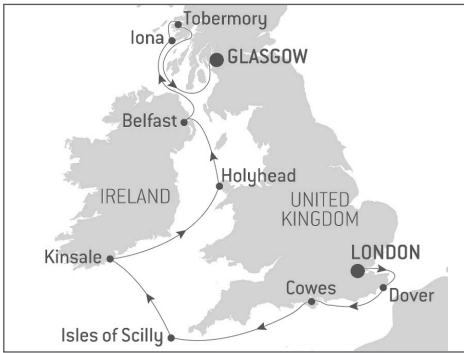 Tobermory
Iona
GLASGOW
Belfast
Holyhead
IRELAND
UNITED
KINGDOM
Kinsale
LONDON
Cowes
Dover
Isles of Scilly